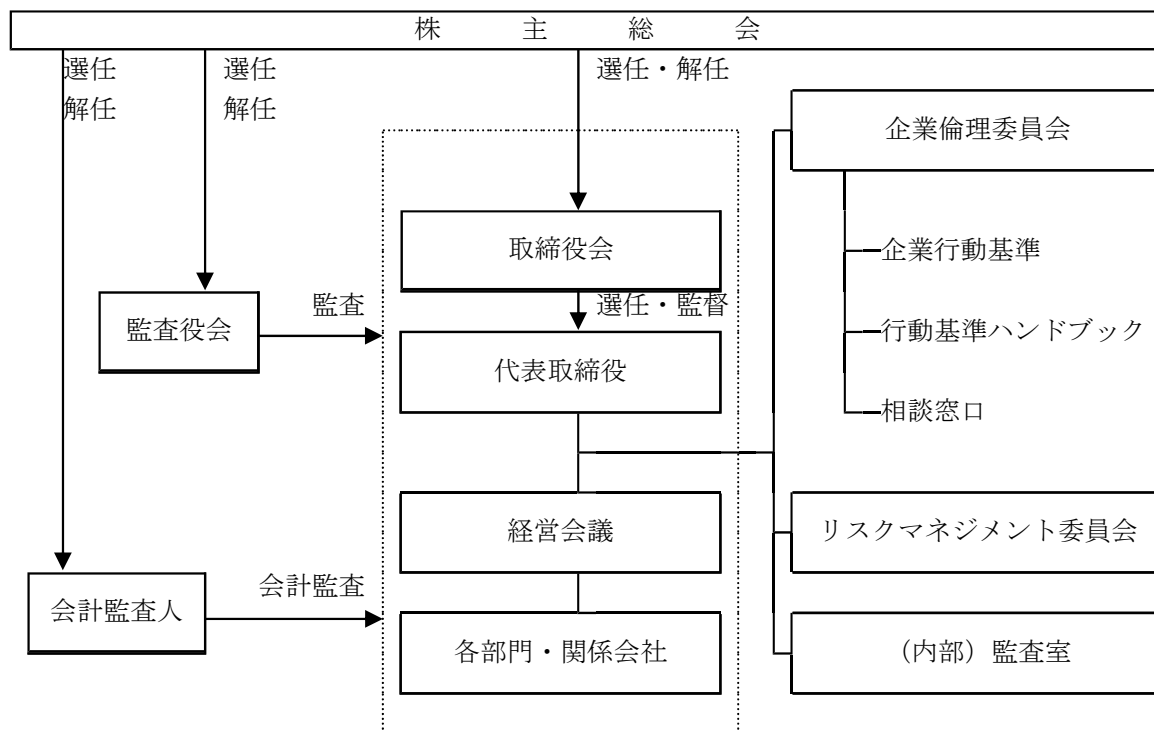 株主総会
選任
解任
選任
解任
選任・解任
企業倫理委員会
取締役会
企業行動基準
選任・監督
監査
監査役会
行動基準ハンドブック
代表取締役
相談窓口
経営会議
リスクマネジメント委員会
会計監査
会計監査人
各部門・関係会社
（内部）監査室